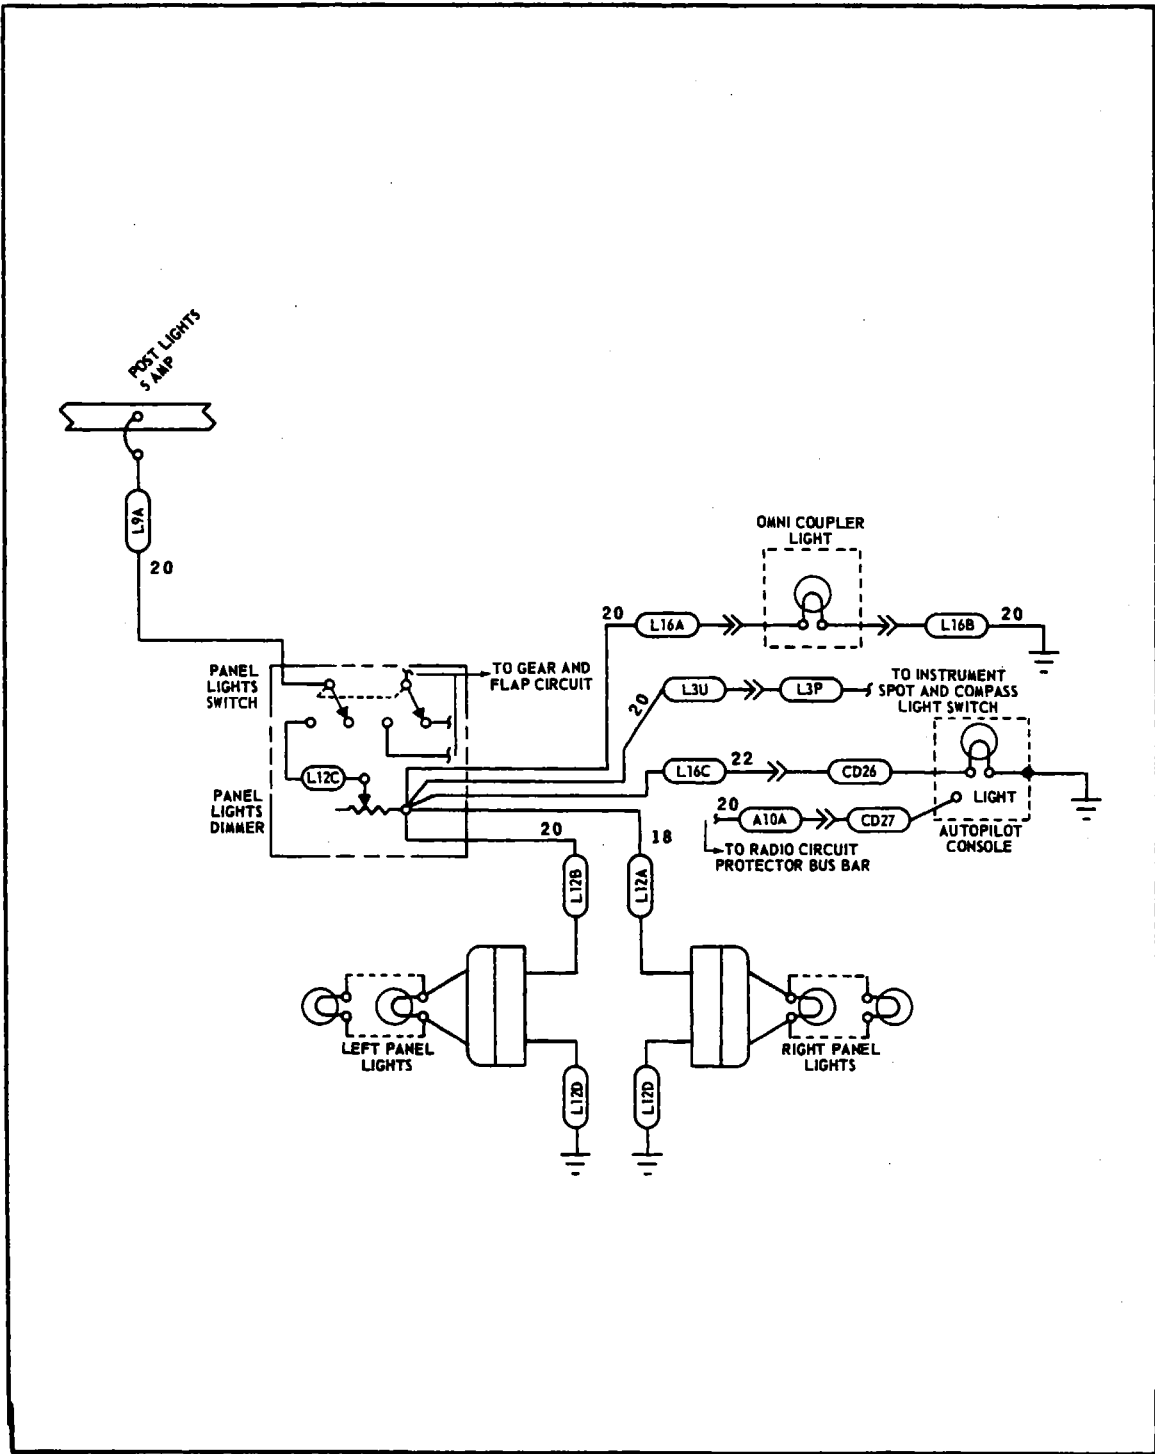 POST LIGHTS
5 AMP
L9A
20
OMNI COUPLER
LIGHT
20
L16A
L16B
20
PANEL
LIGHTS
SWITCH
TO GEAR AND
FLAP CIRCUIT
20
L3U
L3P
TO INSTRUMENT
SPOT AND COMPASS
LIGHT SWITCH
L12C
L16C
22
CD26
PANEL
LIGHTS
DIMMER
20
A10A
CD27
LIGHT
TO RADIO CIRCUIT
PROTECTOR BUS BAR
AUTOPILOT
CONSOLE
20
18
L12B
L12A
LEFT PANEL
LIGHTS
RIGHT PANEL
LIGHTS
L12D
L12D